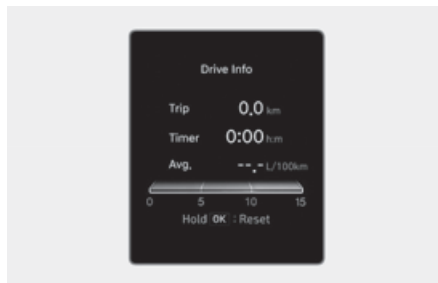 Drive Info
Trip 0.0 km
Timer 0:00 h:m
Avg. --.- L/100km
0 5 10 15
Hold OK : Reset